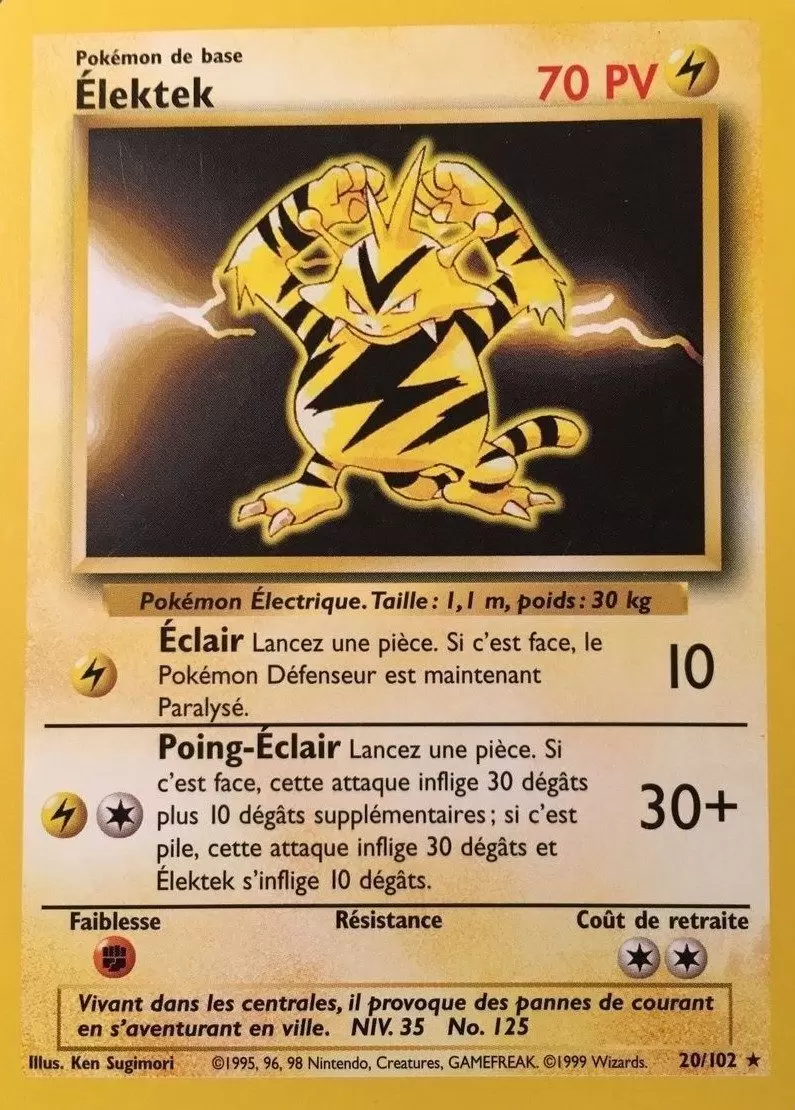 Pokémon de base
Élektek
70 PV
Pokémon Électrique. Taille: 1,1 m, poids: 30 kg
Éclair Lancez une pièce. Si c'est face, le
Pokémon Défenseur est maintenant
Paralysé.
10
Poing-Éclair Lancez une pièce. Si
c'est face, cette attaque inflige 30 dégâts
plus 10 dégâts supplémentaires; si c'est
pile, cette attaque inflige 30 dégâts et
Élektek s'inflige 10 dégâts.
30+
Faiblesse Résistance Coût de retraite
Vivant dans les centrales, il provoque des pannes de courant
en s'aventurant en ville. NIV. 35 No. 125
Illus. Ken Sugimori ©1995, 96, 98 Nintendo, Creatures, GAMEFREAK. ©1999 Wizards. 20/102 ★